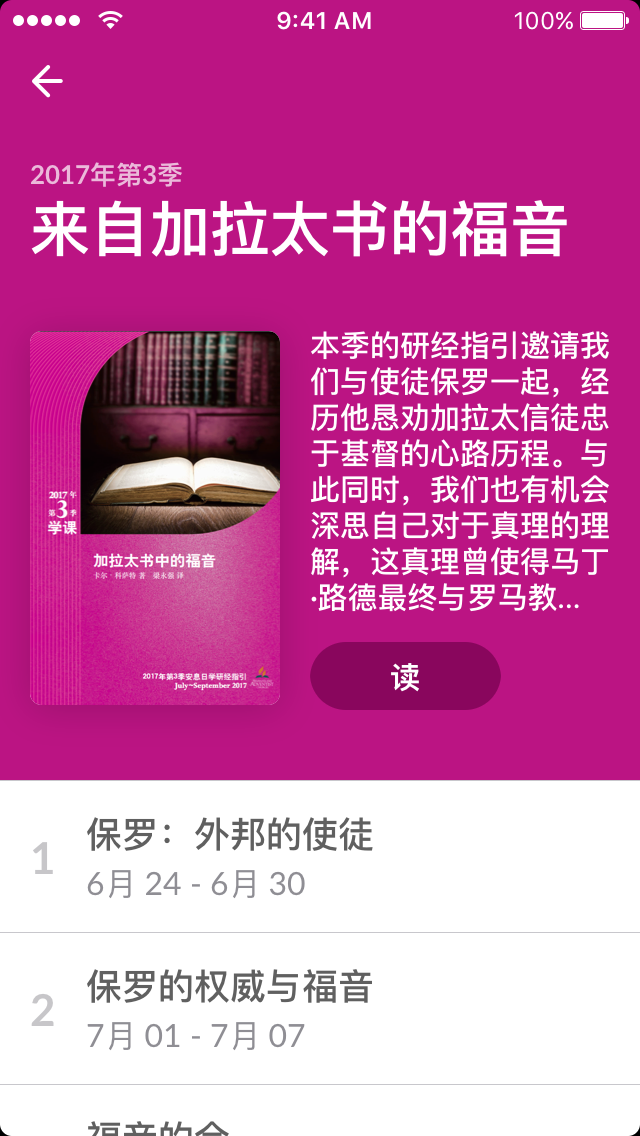 9:41 AM
100%
2017年第3季
来自加拉太书的福音
2017 年
第3季
学课
加拉太书中的福音
卡尔·科萨特 著 梁永强 译
2017年第3季安息日学研经指引
July~September 2017
本季的研经指引邀请我
们与使徒保罗一起，经
历他恳劝加拉太信徒忠
于基督的心路历程。与
此同时，我们也有机会
深思自己对于真理的理
解，这真理曾使得马丁
·路德最终与罗马教...
读
1
保罗：外邦的使徒
6月 24 - 6月 30
2
保罗的权威与福音
7月 01 - 7月 07